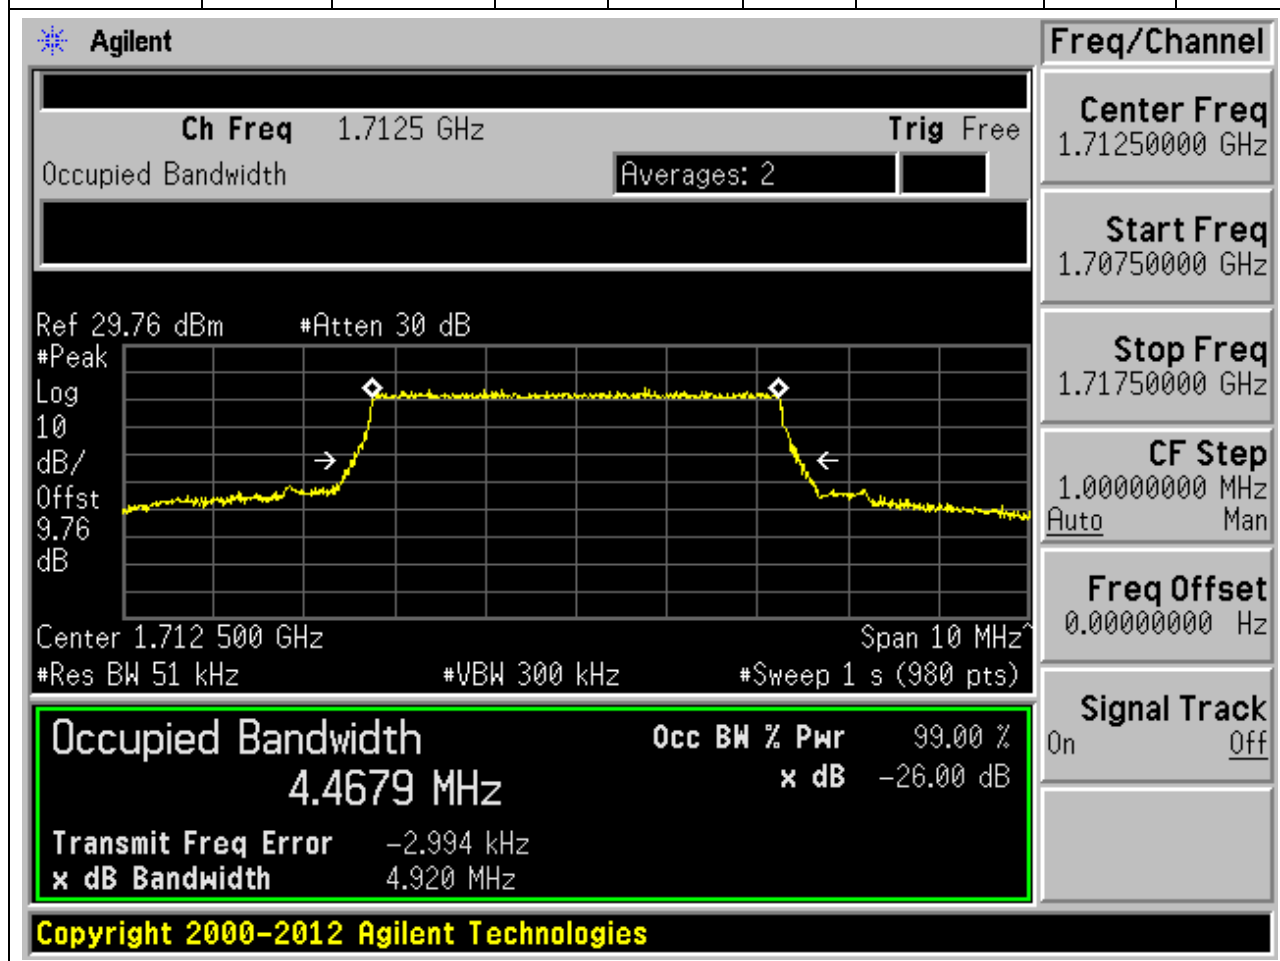 Agilent
Freq/Channel
Ch Freq 1.7125 GHz Trig Free
Occupied Bandwidth Averages: 2
Center Freq
1.71250000 GHz
Start Freq
1.70750000 GHz
Stop Freq
1.71750000 GHz
CF Step
1.00000000 MHz
Auto Man
Freq Offset
0.00000000 Hz
Signal Track
On Off
Ref 29.76 dBm #Atten 30 dB
#Peak
Log
10
dB/
Offst
9.76
dB
Center 1.712 500 GHz Span 10 MHz^
#Res BW 51 kHz #VBW 300 kHz #Sweep 1 s (980 pts)
Occupied Bandwidth Occ BW % Pwr 99.00 %
4.4679 MHz x dB -26.00 dB
Transmit Freq Error -2.994 kHz
x dB Bandwidth 4.920 MHz
Copyright 2000-2012 Agilent Technologies